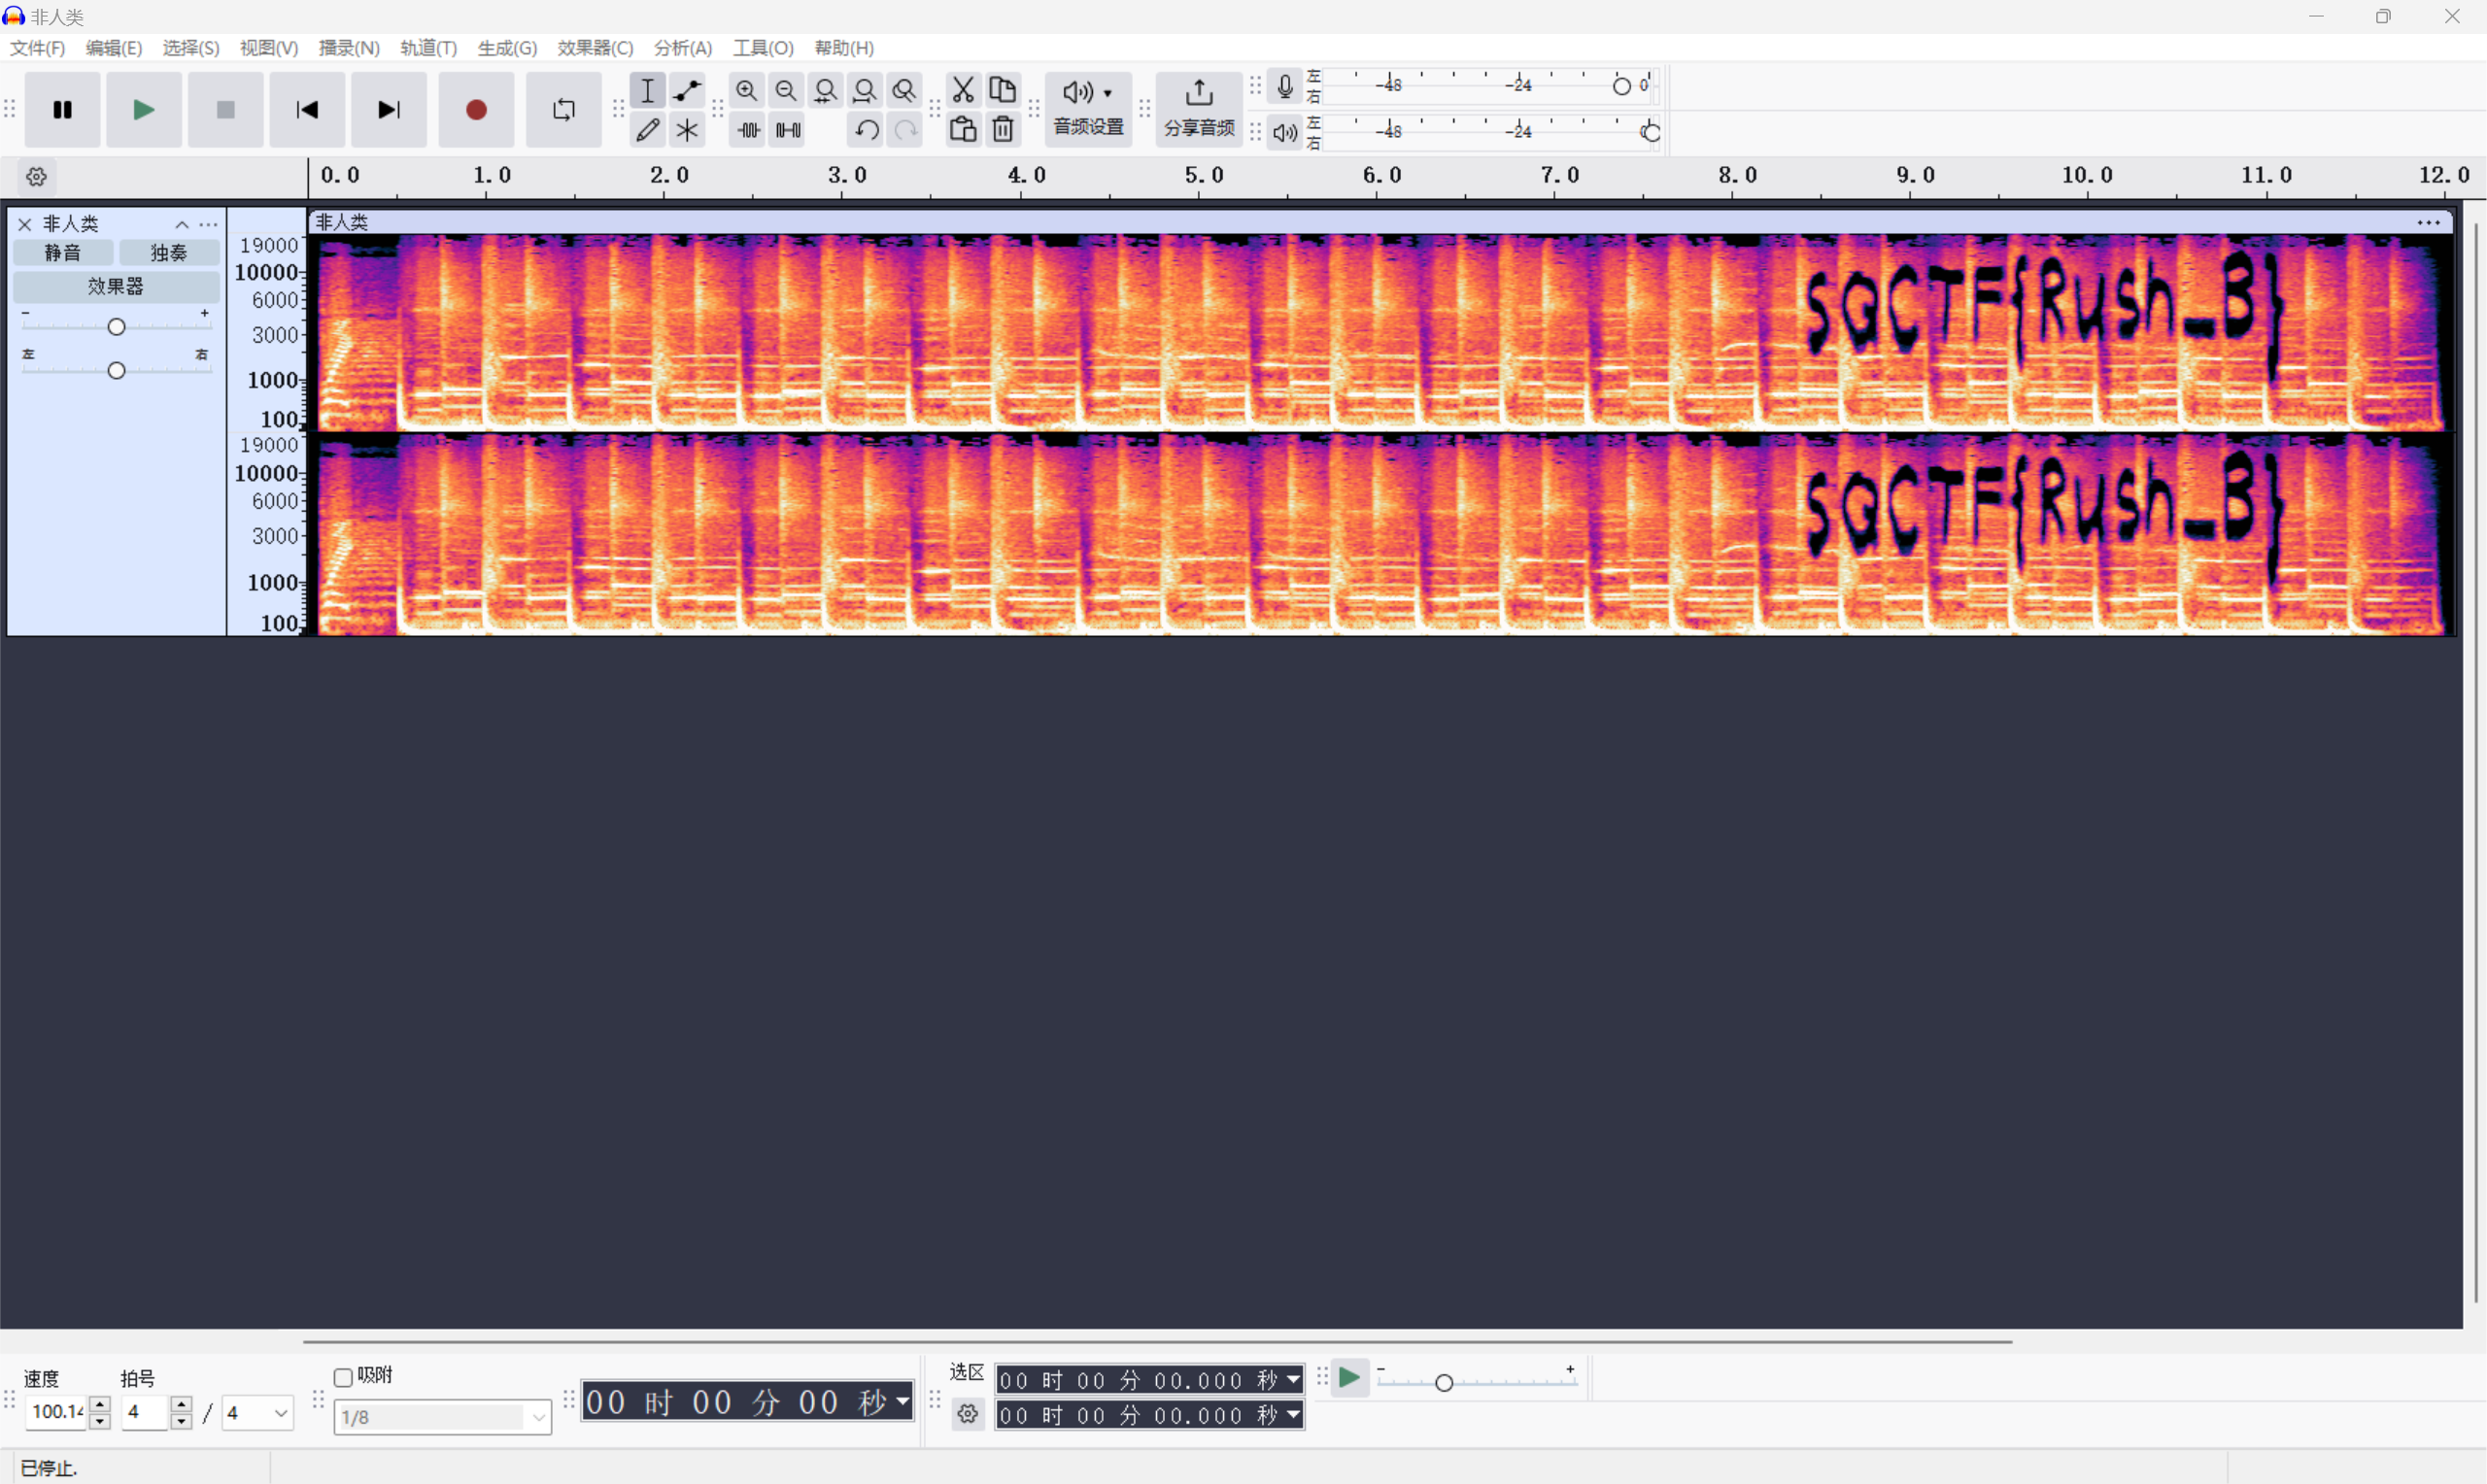 非人类
文件(F) 编辑(E) 选择(S) 视图(V) 播录(N) 轨道(T) 生成(G) 效果器(C) 分析(A) 工具(O) 帮助(H)
音频设置 分享音频
左 右 -48 -24 0
左 右 -48 -24 0
0.0 1.0 2.0 3.0 4.0 5.0 6.0 7.0 8.0 9.0 10.0 11.0 12.0
非人类 非人类
静音 独奏
效果器
- +
左 右
19000
10000
6000
3000
1000
100
SQCTF{Rush_B}
19000
10000
6000
3000
1000
100
SQCTF{Rush_B}
速度 拍号 吸附 选区
100.14 4 / 4 1/8
00 时 00 分 00 秒
00 时 00 分 00.000 秒
00 时 00 分 00.000 秒
- +
已停止.